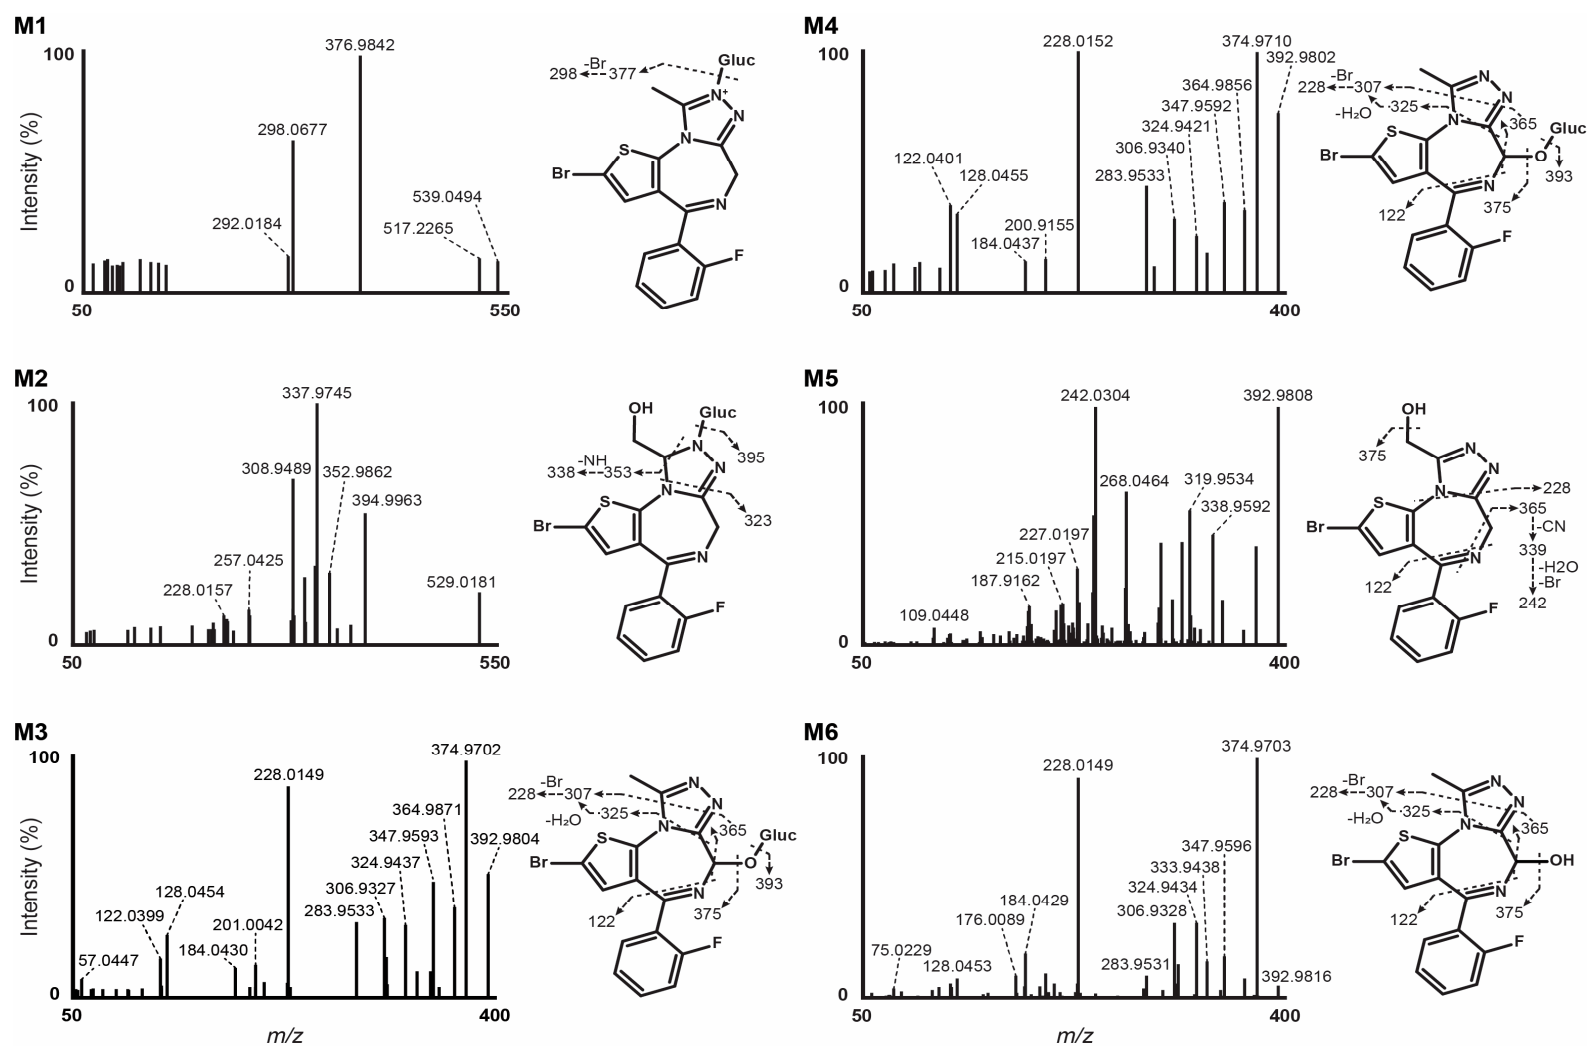 M1
Intensity (%)
100
0
50
550
292.0184
298.0677
376.9842
517.2265
539.0494
298
-Br
377
Gluc
N+
N
N
N
S
Br
F
M4
100
0
50
400
122.0401
128.0455
184.0437
200.9155
228.0152
283.9533
306.9340
324.9421
347.9592
364.9856
374.9710
392.9802
-Br
228
307
-H₂O
325
365
Gluc
O
393
375
122
N
N
N
N
S
Br
F
M2
Intensity (%)
100
0
50
550
228.0157
257.0425
308.9489
337.9745
352.9862
394.9963
529.0181
OH
Gluc
395
-NH
338
353
323
N
N
N
N
S
Br
F
M5
100
0
50
400
109.0448
187.9162
215.0197
227.0197
242.0304
268.0464
319.9534
338.9592
392.9808
OH
375
228
365
-CN
339
-H2O
-Br
242
122
N
N
N
N
S
Br
F
M3
Intensity (%)
100
0
50
400
m/z
57.0447
122.0399
128.0454
184.0430
201.0042
228.0149
283.9533
306.9327
324.9437
347.9593
364.9871
374.9702
392.9804
-Br
228
307
-H₂O
325
365
Gluc
O
393
375
122
N
N
N
N
S
Br
F
M6
100
0
50
400
m/z
75.0229
128.0453
176.0089
184.0429
228.0149
283.9531
306.9328
324.9434
333.9438
347.9596
374.9703
392.9816
-Br
228
307
-H₂O
325
365
OH
375
122
N
N
N
N
S
Br
F